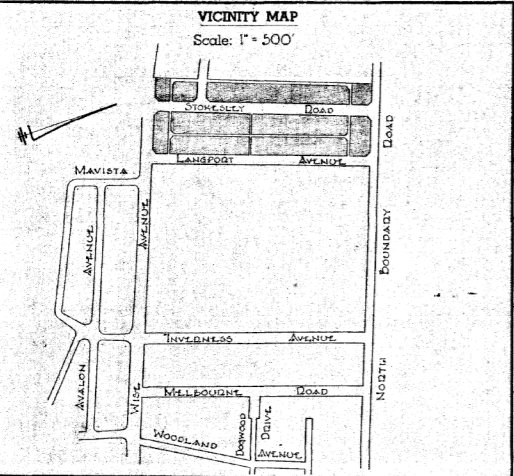 VICINITY MAP
Scale: 1" = 500'
STOKESLEY ROAD
LANGPORT AVENUE
MAVISTA
AVENUE
AVENUE
ROAD
BOUNDARY
NORTH
INVERNESS AVENUE
AVALON
WISE
MELBOURNE ROAD
WOODLAND
DOGWOOD
DRIVE
AVENUE